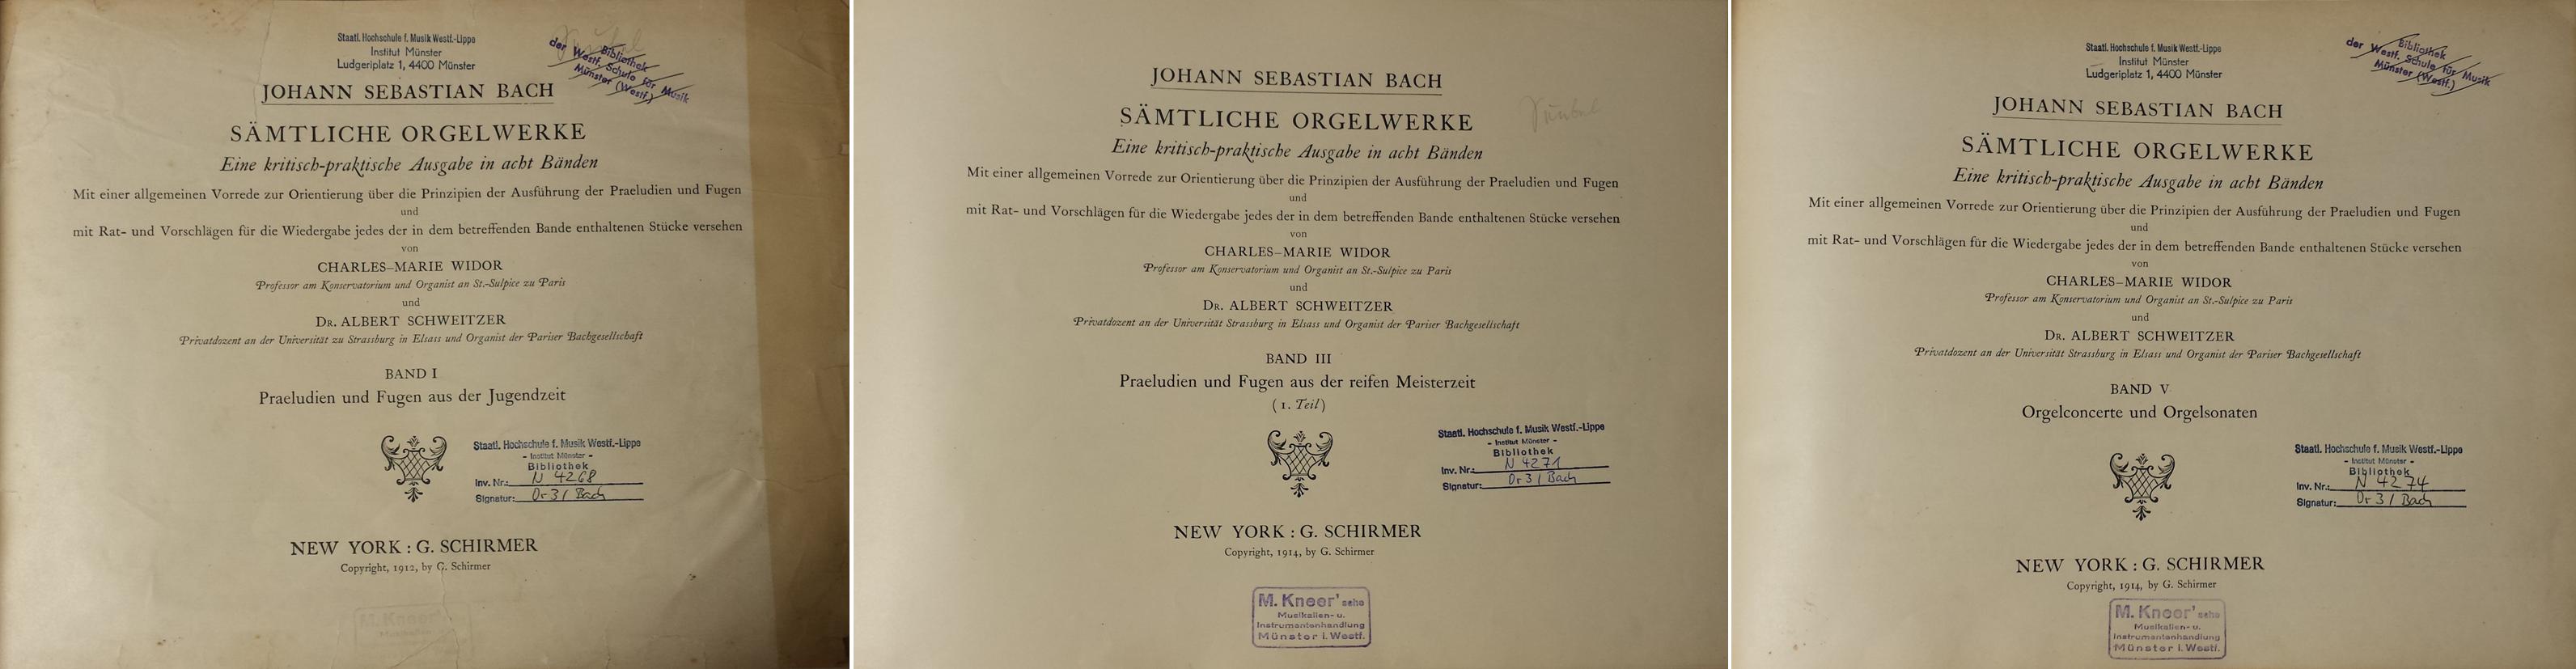 Staatl. Hochschule f. Musik Westf.-Lippe
Institut Münster
Ludgeriplatz 1, 4400 Münster
Bibliothek
der Westf. Schule für Musik
Münster (Westf.)
JOHANN SEBASTIAN BACH
SÄMTLICHE ORGELWERKE
Eine kritisch-praktische Ausgabe in acht Bänden
Mit einer allgemeinen Vorrede zur Orientierung über die Prinzipien der Ausführung der Praeludien und Fugen
und
mit Rat- und Vorschlägen für die Wiedergabe jedes der in dem betreffenden Bande enthaltenen Stücke versehen
von
CHARLES-MARIE WIDOR
Professor am Konservatorium und Organist an St.-Sulpice zu Paris
und
DR. ALBERT SCHWEITZER
Privatdozent an der Universität zu Strassburg in Elsass und Organist der Pariser Bachgesellschaft
BAND I
Praeludien und Fugen aus der Jugendzeit
Staatl. Hochschule f. Musik Westf.-Lippe
- Institut Münster -
Bibliothek
Inv. Nr.: N 4268
Signatur: Or 3 / Bach
NEW YORK : G. SCHIRMER
Copyright, 1912, by G. Schirmer
M. Kneer'
JOHANN SEBASTIAN BACH
SÄMTLICHE ORGELWERKE
Eine kritisch-praktische Ausgabe in acht Bänden
Mit einer allgemeinen Vorrede zur Orientierung über die Prinzipien der Ausführung der Praeludien und Fugen
und
mit Rat- und Vorschlägen für die Wiedergabe jedes der in dem betreffenden Bande enthaltenen Stücke versehen
von
CHARLES-MARIE WIDOR
Professor am Konservatorium und Organist an St.-Sulpice zu Paris
und
DR. ALBERT SCHWEITZER
Privatdozent an der Universität Strassburg in Elsass und Organist der Pariser Bachgesellschaft
BAND III
Praeludien und Fugen aus der reifen Meisterzeit
(1. Teil)
Staatl. Hochschule f. Musik Westf.-Lippe
- Institut Münster -
Bibliothek
Inv. Nr.: N 4271
Signatur: Or 3 / Bach
NEW YORK : G. SCHIRMER
Copyright, 1914, by G. Schirmer
M. Kneer' sche
Musikalien- u.
Instrumentenhandlung
Münster i. Westf.
Staatl. Hochschule f. Musik Westf.-Lippe
Institut Münster
Ludgeriplatz 1, 4400 Münster
Bibliothek
der Westf. Schule für Musik
Münster (Westf.)
JOHANN SEBASTIAN BACH
SÄMTLICHE ORGELWERKE
Eine kritisch-praktische Ausgabe in acht Bänden
Mit einer allgemeinen Vorrede zur Orientierung über die Prinzipien der Ausführung der Praeludien und Fugen
und
mit Rat- und Vorschlägen für die Wiedergabe jedes der in dem betreffenden Bande enthaltenen Stücke versehen
von
CHARLES-MARIE WIDOR
Professor am Konservatorium und Organist an St.-Sulpice zu Paris
und
DR. ALBERT SCHWEITZER
Privatdozent an der Universität Strassburg in Elsass und Organist der Pariser Bachgesellschaft
BAND V
Orgelconcerte und Orgelsonaten
Staatl. Hochschule f. Musik Westf.-Lippe
- Institut Münster -
Bibliothek
Inv. Nr.: N 4274
Signatur: Or 3 / Bach
NEW YORK : G. SCHIRMER
Copyright, 1914, by G. Schirmer
M. Kneer' sche
Musikalien- u.
Instrumentenhandlung
Münster i. Westf.